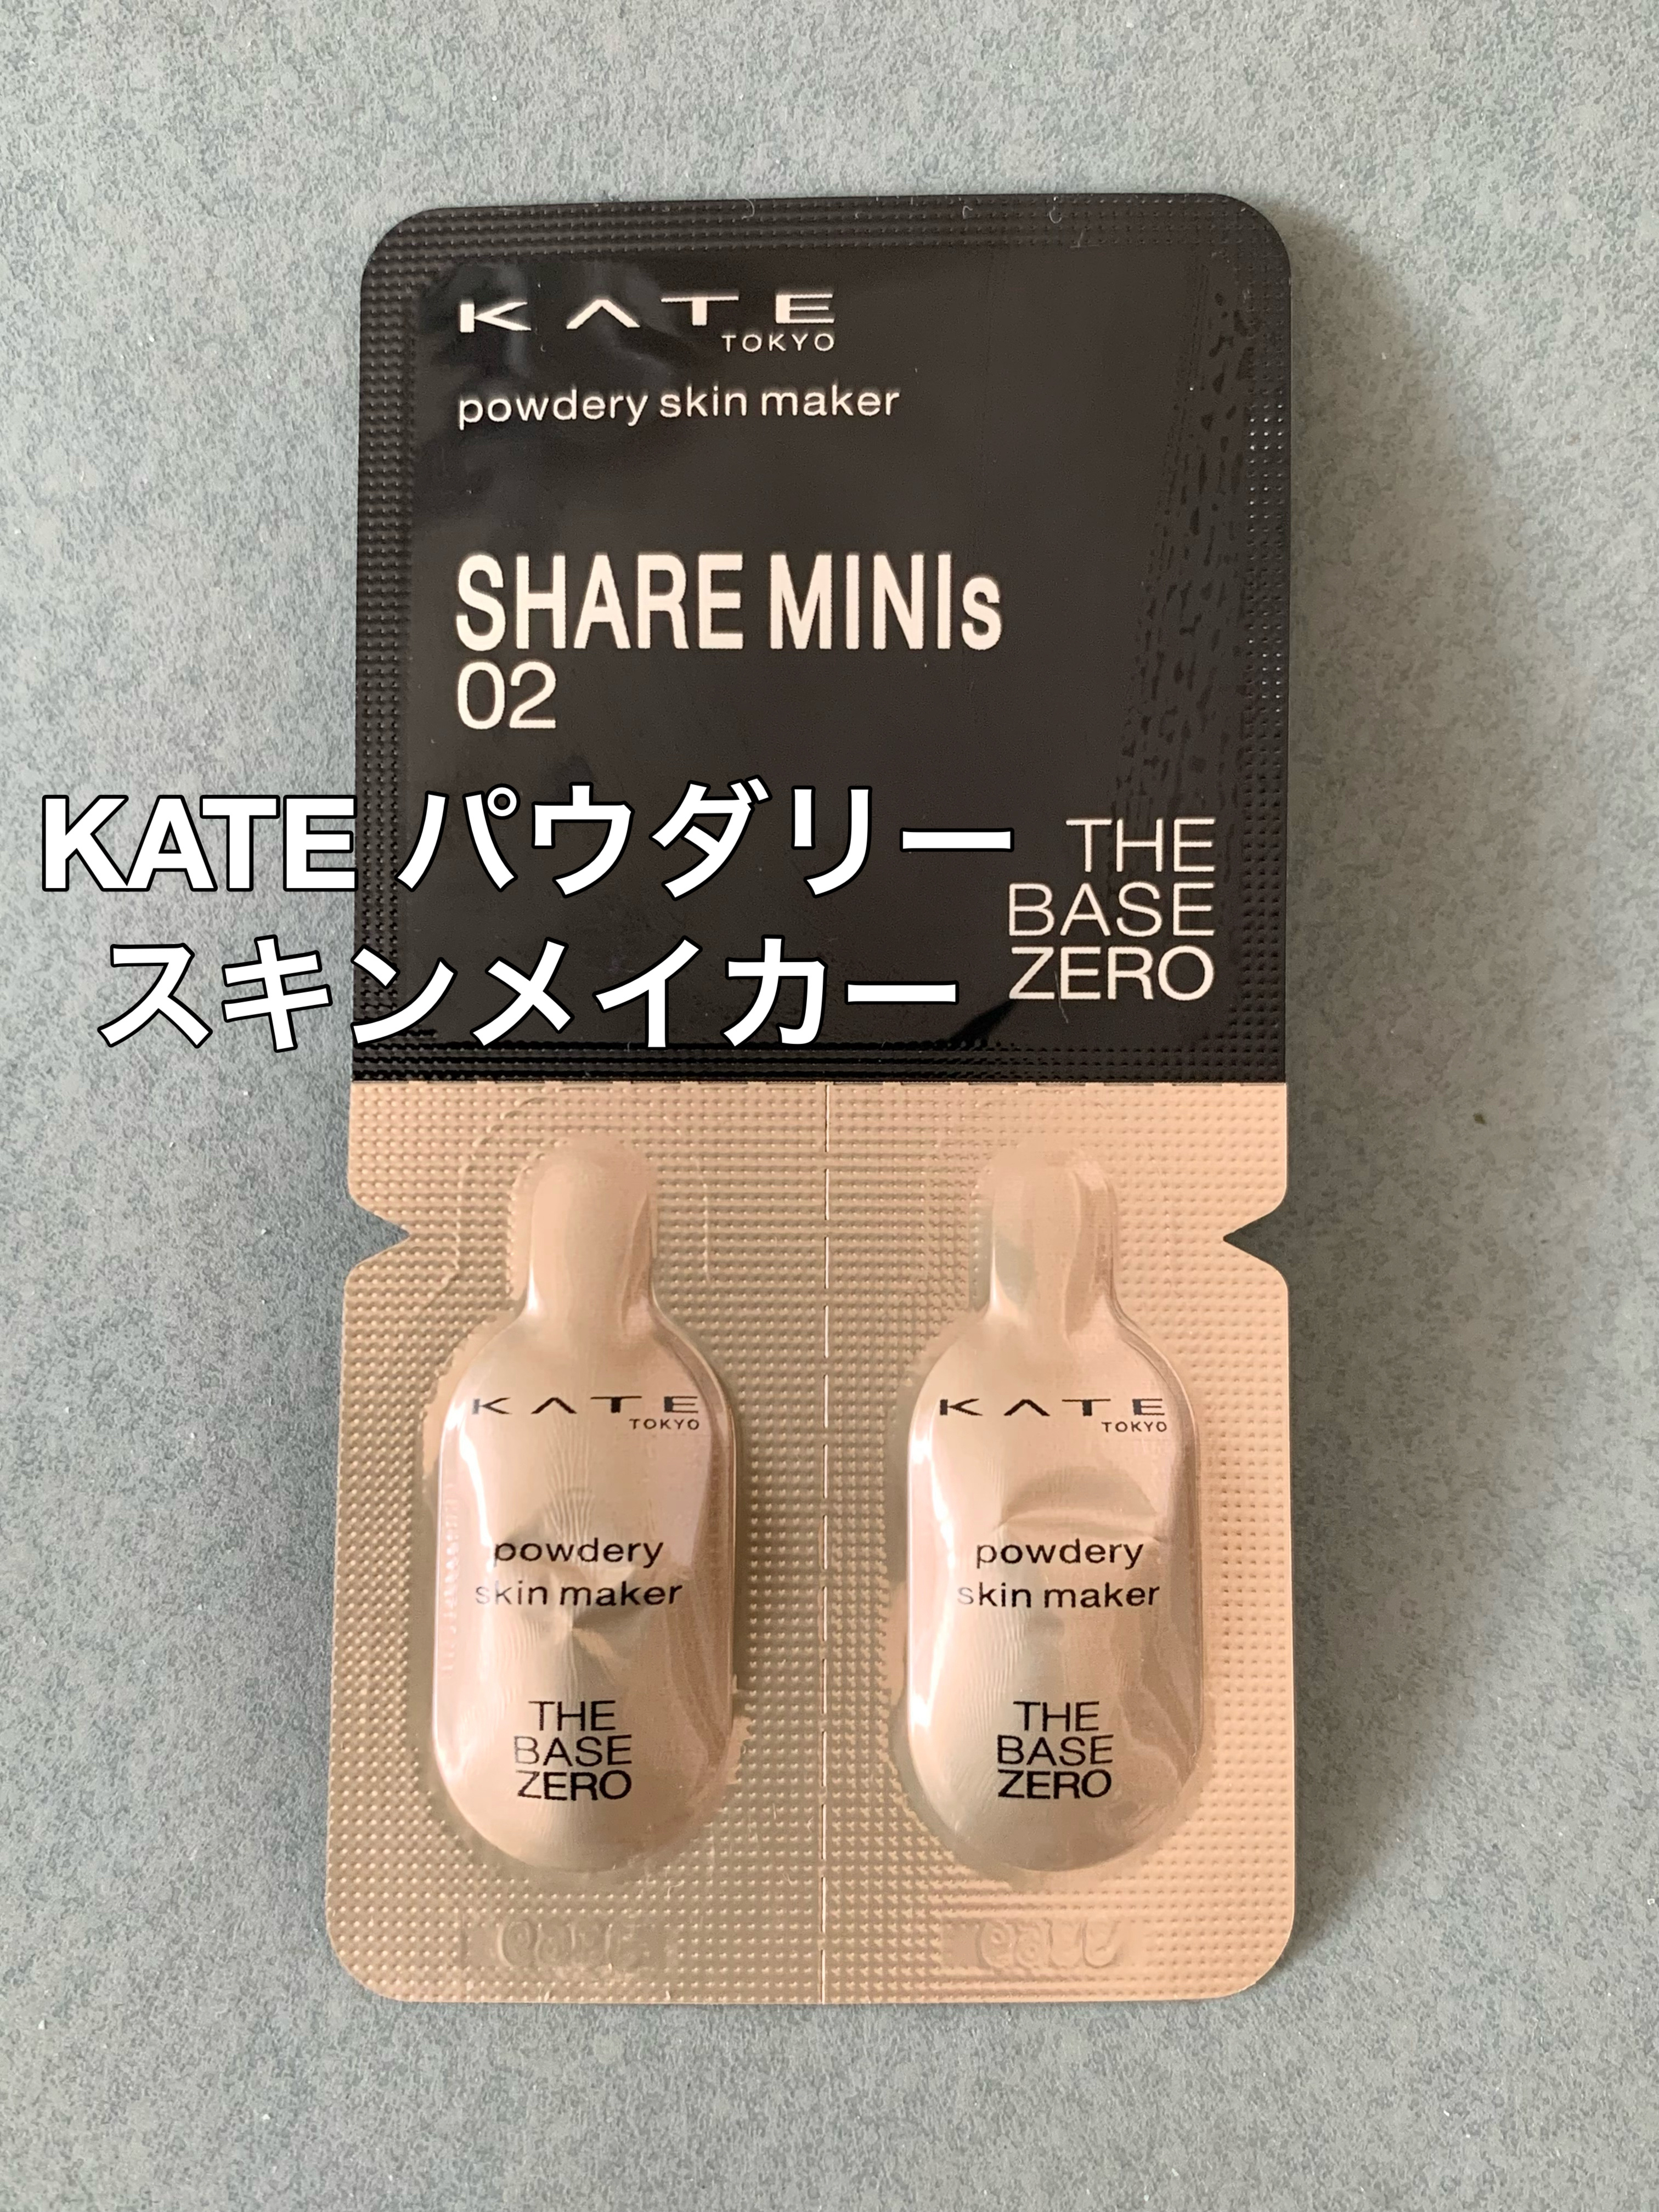 KATE
TOKYO
powdery skin maker
SHARE MINIs
02
KATE パウダリー
スキンメイカー
THE
BASE
ZERO
KATE
TOKYO
powdery
skin maker
THE
BASE
ZERO
KATE
TOKYO
powdery
skin maker
THE
BASE
ZERO